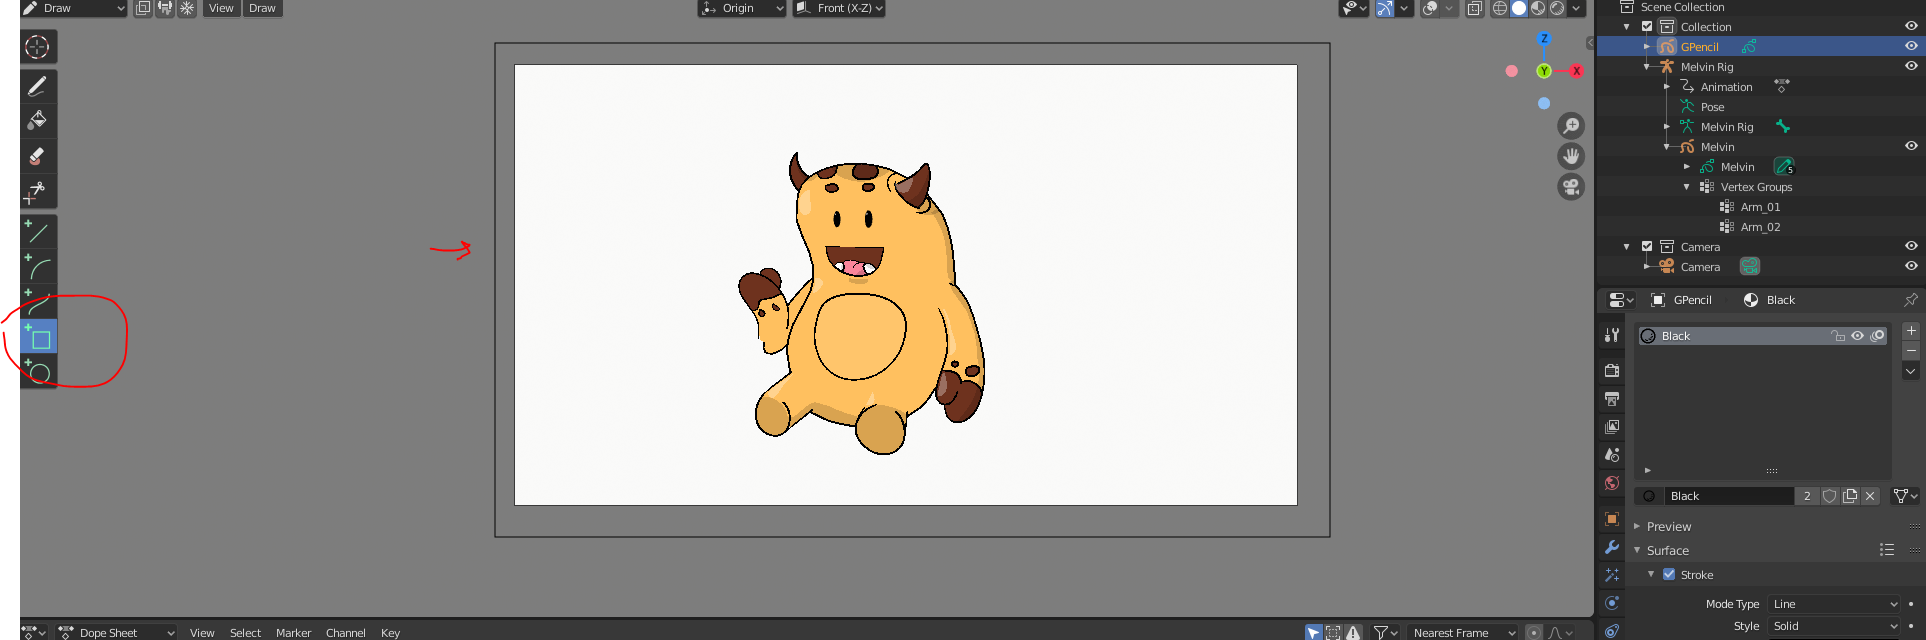 Draw View Draw Origin Front (X-Z)
Z
Y X
Scene Collection
Collection
GPencil
Melvin Rig
Animation
Pose
Melvin Rig
Melvin
Melvin 5
Vertex Groups
Arm_01
Arm_02
Camera
Camera
GPencil Black
Black
Black 2
Preview
Surface
Stroke
Mode Type Line
Style Solid
Dope Sheet View Select Marker Channel Key Nearest Frame